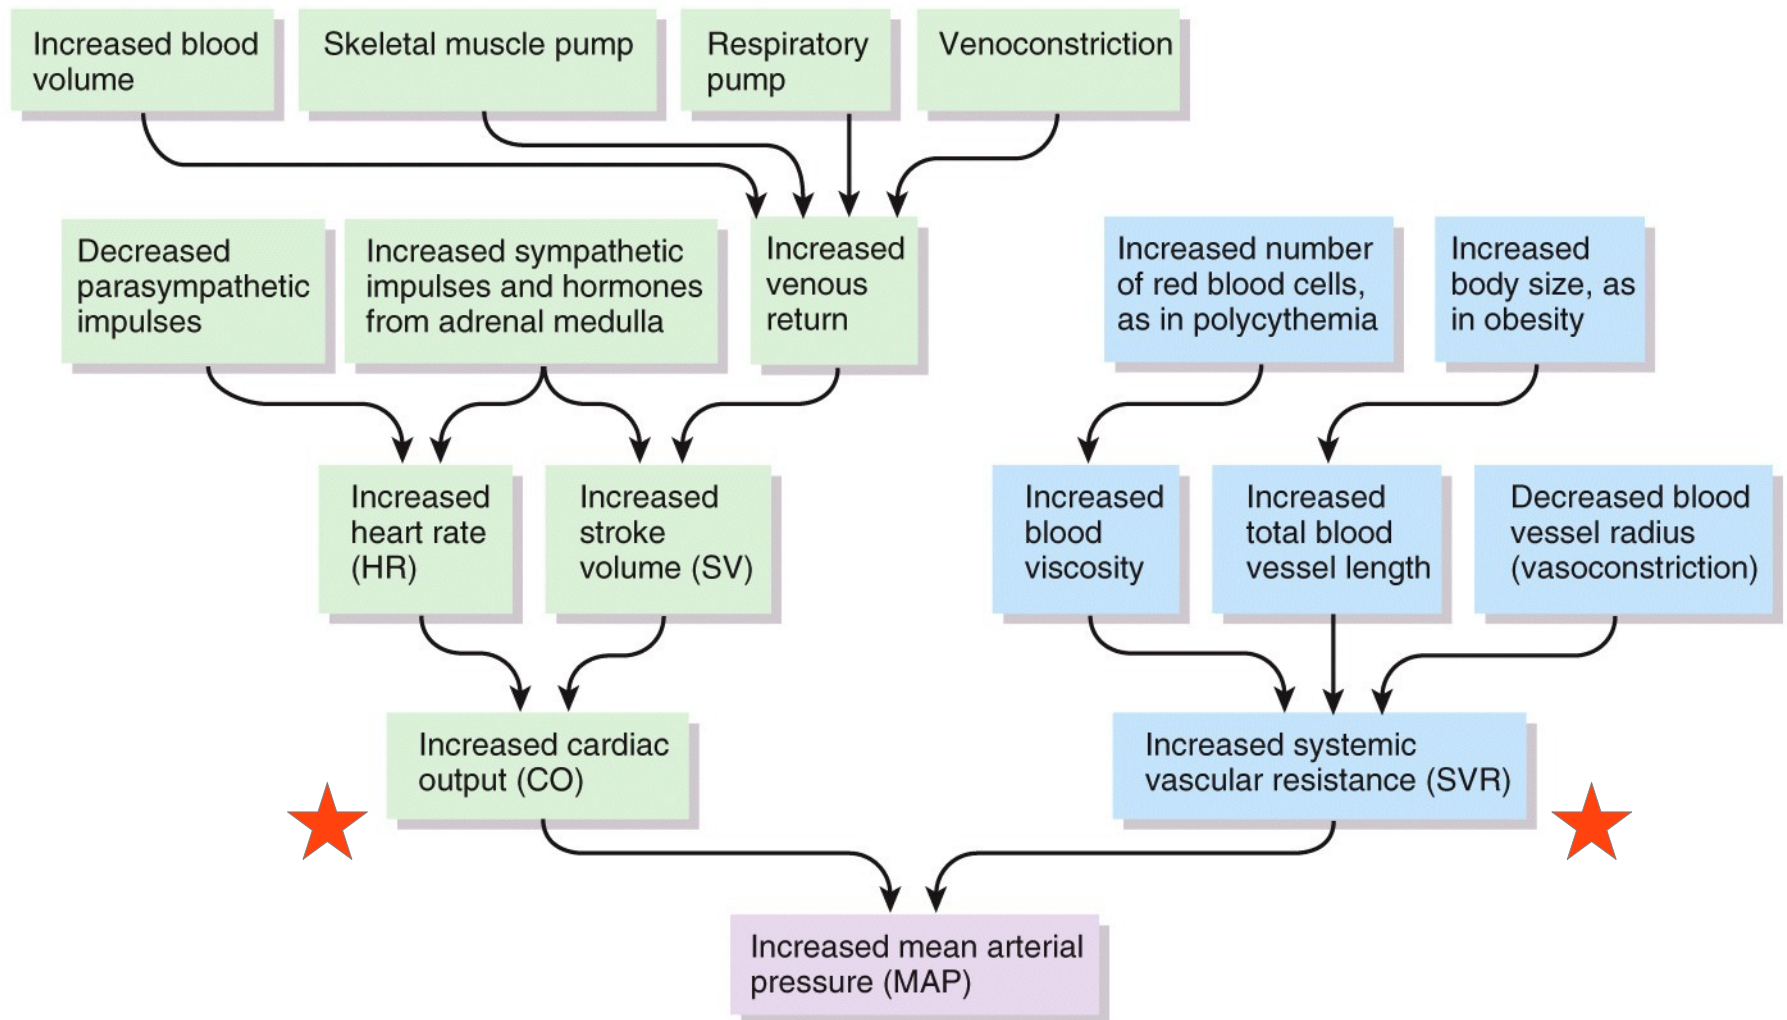 Increased blood
volume
Skeletal muscle pump
Respiratory
pump
Venoconstriction
Decreased
parasympathetic
impulses
Increased sympathetic
impulses and hormones
from adrenal medulla
Increased
venous
return
Increased number
of red blood cells,
as in polycythemia
Increased
body size, as
in obesity
Increased
heart rate
(HR)
Increased
stroke
volume (SV)
Increased
blood
viscosity
Increased
total blood
vessel length
Decreased blood
vessel radius
(vasoconstriction)
Increased cardiac
output (CO)
Increased systemic
vascular resistance (SVR)
Increased mean arterial
pressure (MAP)